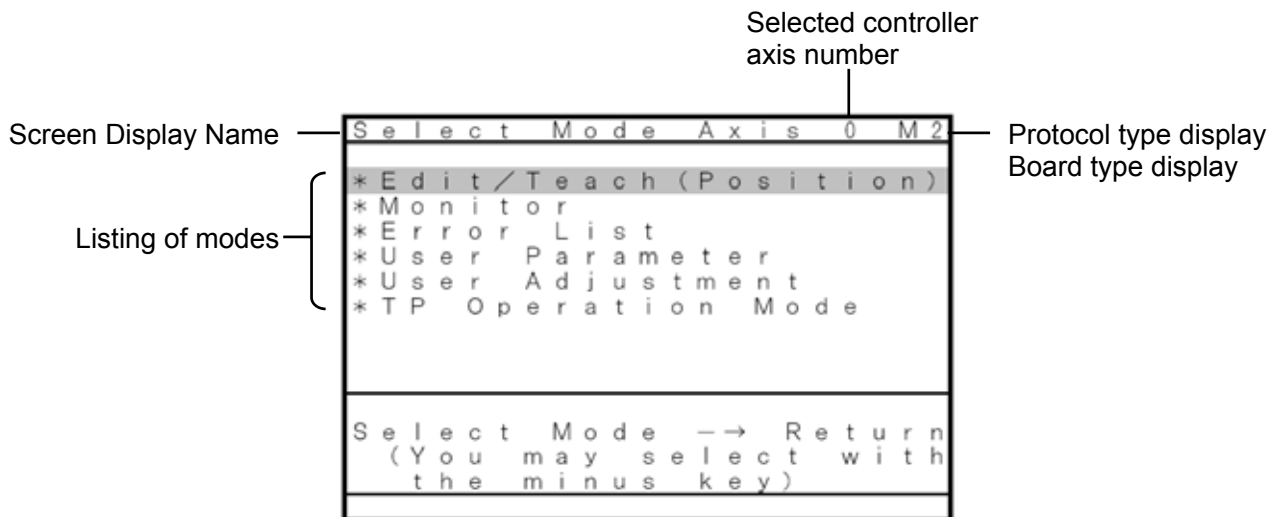 Selected controller
axis number
Screen Display Name
Select Mode Axis 0 M2
Protocol type display
Board type display
*Edit/Teach(Position)
*Monitor
*Error List
*User Parameter
*User Adjustment
*TP Operation Mode
Listing of modes
Select Mode —→ Return
(You may select with
the minus key)